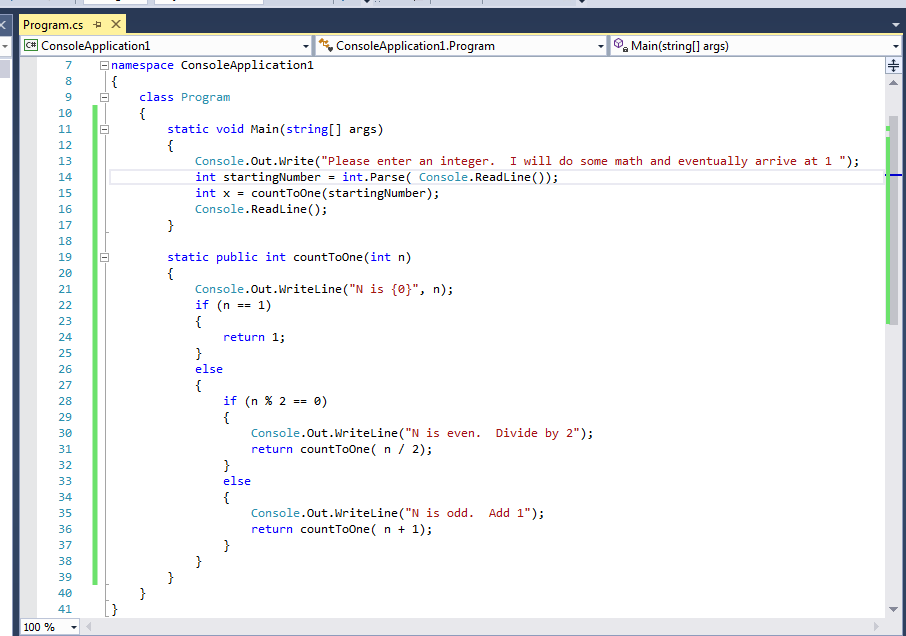 Program.cs
C# ConsoleApplication1 ConsoleApplication1.Program Main(string[] args)
7 namespace ConsoleApplication1
8 {
9     class Program
10     {
11         static void Main(string[] args)
12         {
13             Console.Out.Write("Please enter an integer.  I will do some math and eventually arrive at 1 ");
14             int startingNumber = int.Parse( Console.ReadLine());
15             int x = countToOne(startingNumber);
16             Console.ReadLine();
17         }
18
19         static public int countToOne(int n)
20         {
21             Console.Out.WriteLine("N is {0}", n);
22             if (n == 1)
23             {
24                 return 1;
25             }
26             else
27             {
28                 if (n % 2 == 0)
29                 {
30                     Console.Out.WriteLine("N is even.  Divide by 2");
31                     return countToOne( n / 2);
32                 }
33                 else
34                 {
35                     Console.Out.WriteLine("N is odd.  Add 1");
36                     return countToOne( n + 1);
37                 }
38             }
39         }
40     }
41 }
100 %